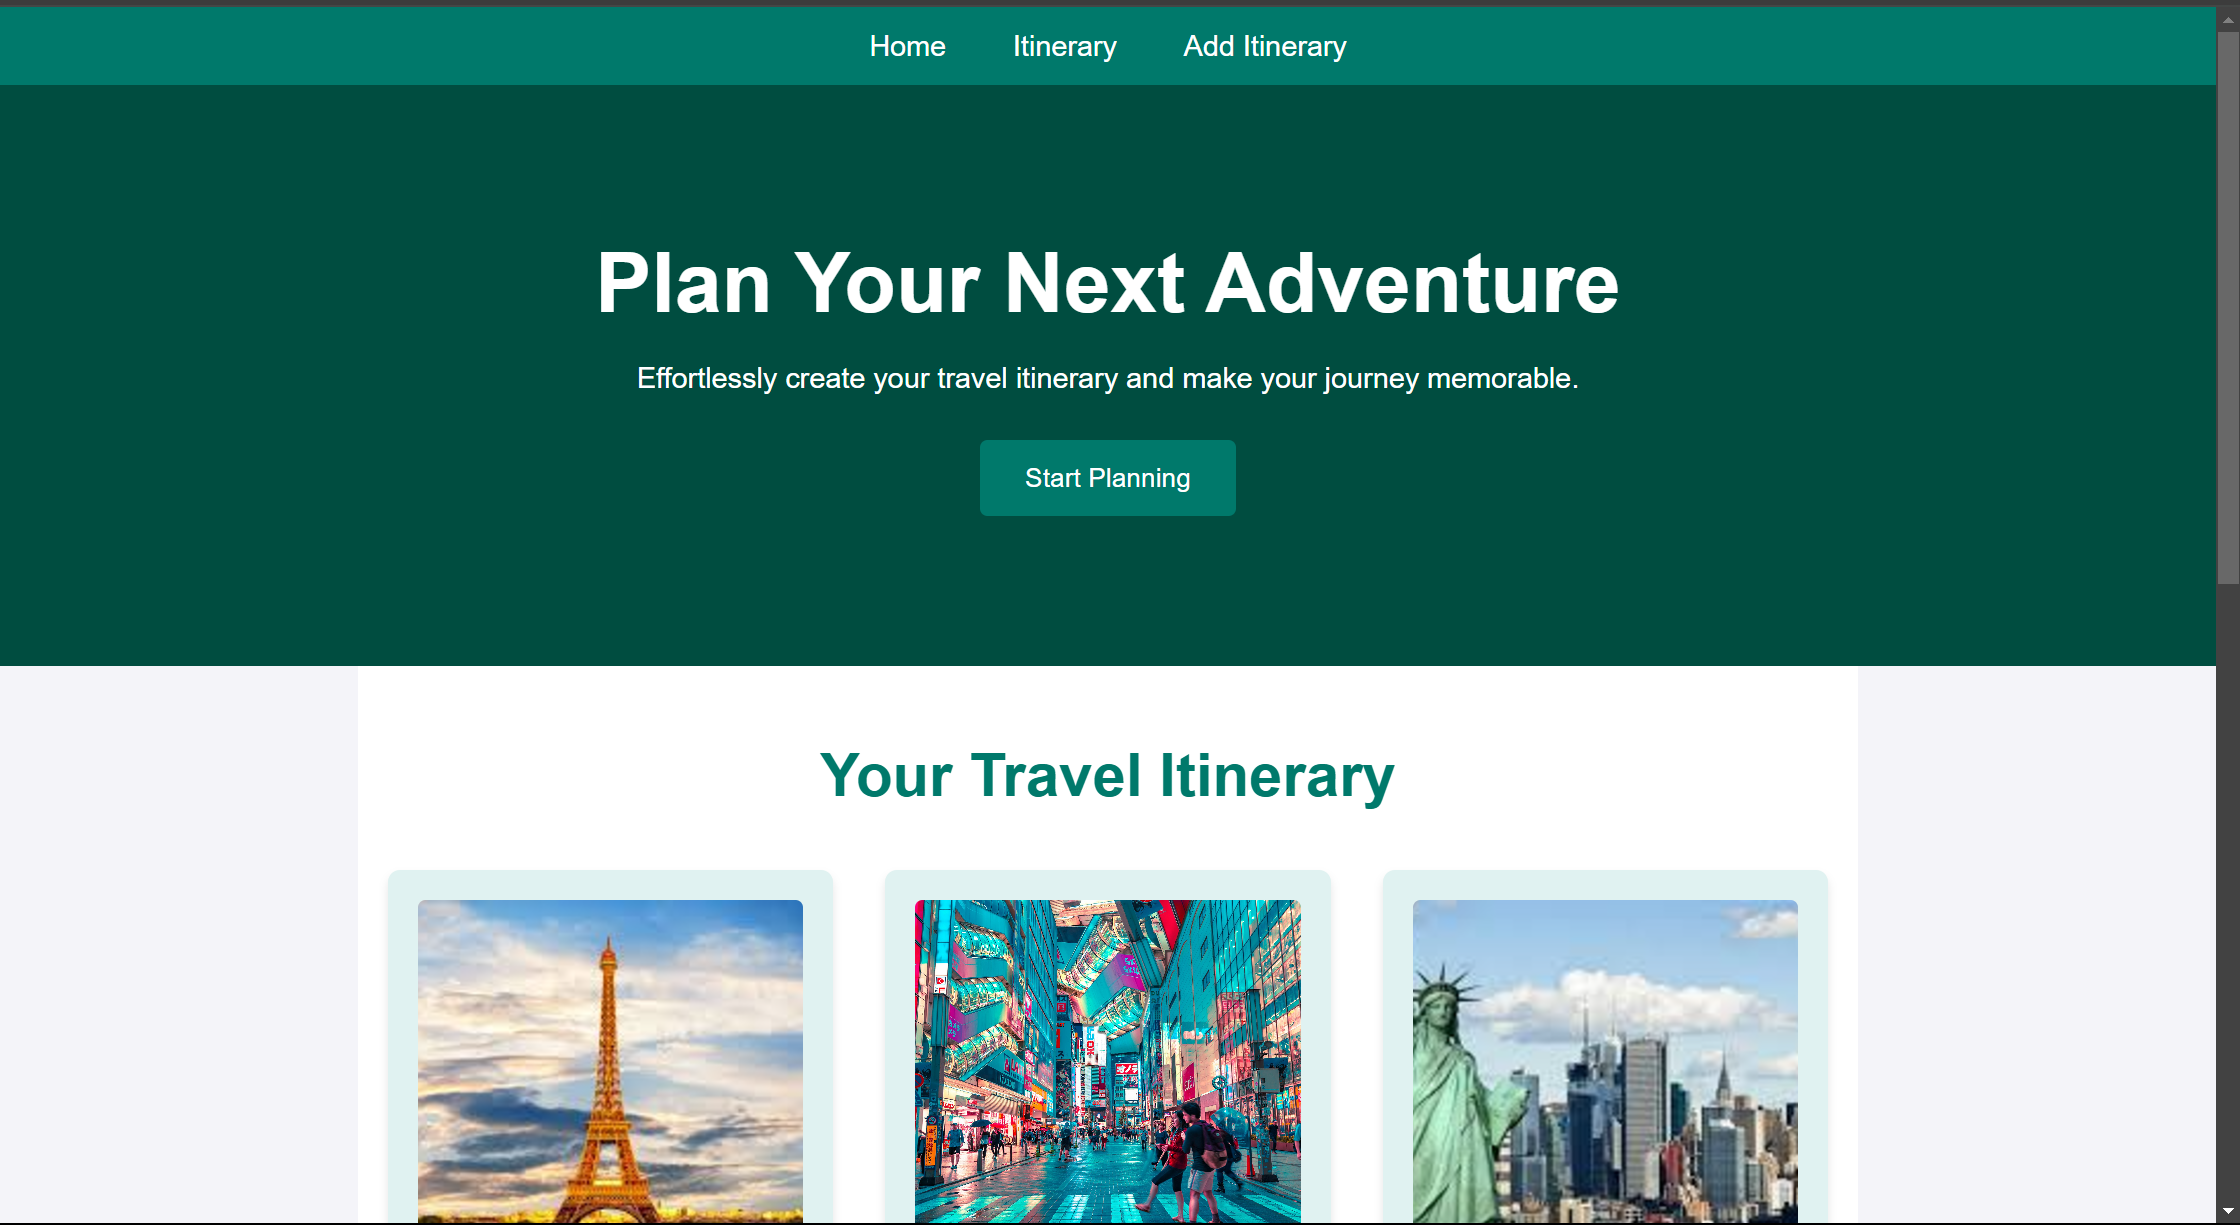 Home Itinerary Add Itinerary
Plan Your Next Adventure
Effortlessly create your travel itinerary and make your journey memorable.
Start Planning
Your Travel Itinerary